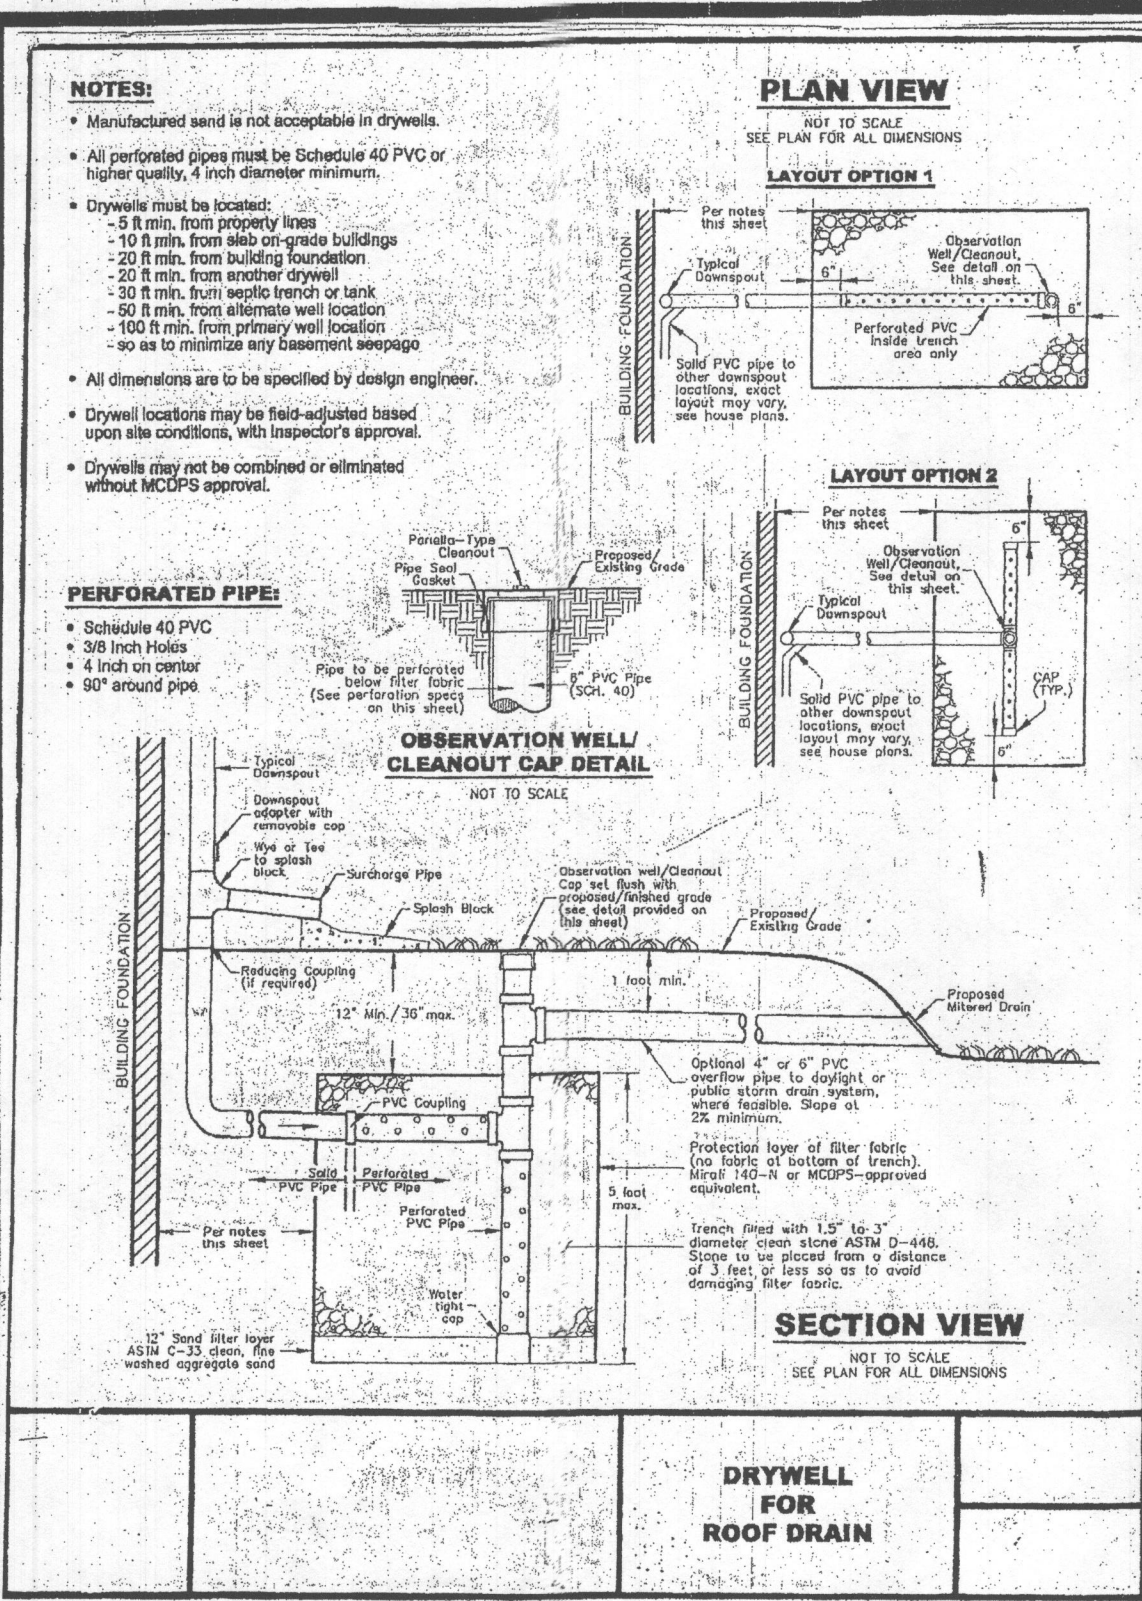 NOTES:
• Manufactured sand is not acceptable in drywells.
• All perforated pipes must be Schedule 40 PVC or
higher quality, 4 inch diameter minimum.
• Drywells must be located:
- 5 ft min. from property lines
- 10 ft min. from slab on-grade buildings
- 20 ft min. from building foundation
- 20 ft min. from another drywell
- 30 ft min. from septic trench or tank
- 50 ft min. from alternate well location
- 100 ft min. from primary well location
- so as to minimize any basement seepage
• All dimensions are to be specified by design engineer.
• Drywell locations may be field-adjusted based
upon site conditions, with Inspector's approval.
• Drywells may not be combined or eliminated
without MCDPS approval.
PLAN VIEW
NOT TO SCALE
SEE PLAN FOR ALL DIMENSIONS
LAYOUT OPTION 1
Per notes
this sheet
BUILDING FOUNDATION
Typical
Downspout
6"
Observation
Well/Cleanout,
See detail on
this sheet.
6"
Perforated PVC
inside trench
area only
Solid PVC pipe to
other downspout
locations, exact
layout may vary,
see house plans.
LAYOUT OPTION 2
Per notes
this sheet
BUILDING FOUNDATION
6"
Observation
Well/Cleanout,
See detail on
this sheet.
Typical
Downspout
Solid PVC pipe to
other downspout
locations, exact
layout may vary,
see house plans.
CAP
(TYP.)
6"
PERFORATED PIPE:
• Schedule 40 PVC
• 3/8 Inch Holes
• 4 Inch on center
• 90° around pipe
Panella-Type
Cleanout
Pipe Seal
Gasket
Proposed/
Existing Grade
Pipe to be perforated
below filter fabric
(See perforation specs
on this sheet)
6" PVC Pipe
(SCH. 40)
OBSERVATION WELL/
CLEANOUT CAP DETAIL
NOT TO SCALE
Typical
Downspout
Downspout
adapter with
removable cap
Wye or Tee
to splash
block
Surcharge Pipe
Splash Block
Observation well/Cleanout
Cap set flush with
proposed/finished grade
(see detail provided on
this sheet)
Proposed/
Existing Grade
BUILDING FOUNDATION
Reducing Coupling
(if required)
12" Min./36" max.
1 foot min.
Proposed
Mitered Drain
Optional 4" or 6" PVC
overflow pipe to daylight or
public storm drain system,
where feasible. Slope at
2% minimum.
PVC Coupling
Solid
PVC Pipe
Perforated
PVC Pipe
Protection layer of filter fabric
(no fabric at bottom of trench).
Mirafi 140-N or MCDPS-approved
equivalent.
5 foot
max.
Perforated
PVC Pipe
Per notes
this sheet
Trench filled with 1.5" to 3"
diameter clean stone ASTM D-448.
Stone to be placed from a distance
of 3 feet or less so as to avoid
damaging filter fabric.
Water
tight
cap
12" Sand filter layer
ASTM C-33 clean, fine
washed aggregate sand
SECTION VIEW
NOT TO SCALE
SEE PLAN FOR ALL DIMENSIONS
DRYWELL
FOR
ROOF DRAIN